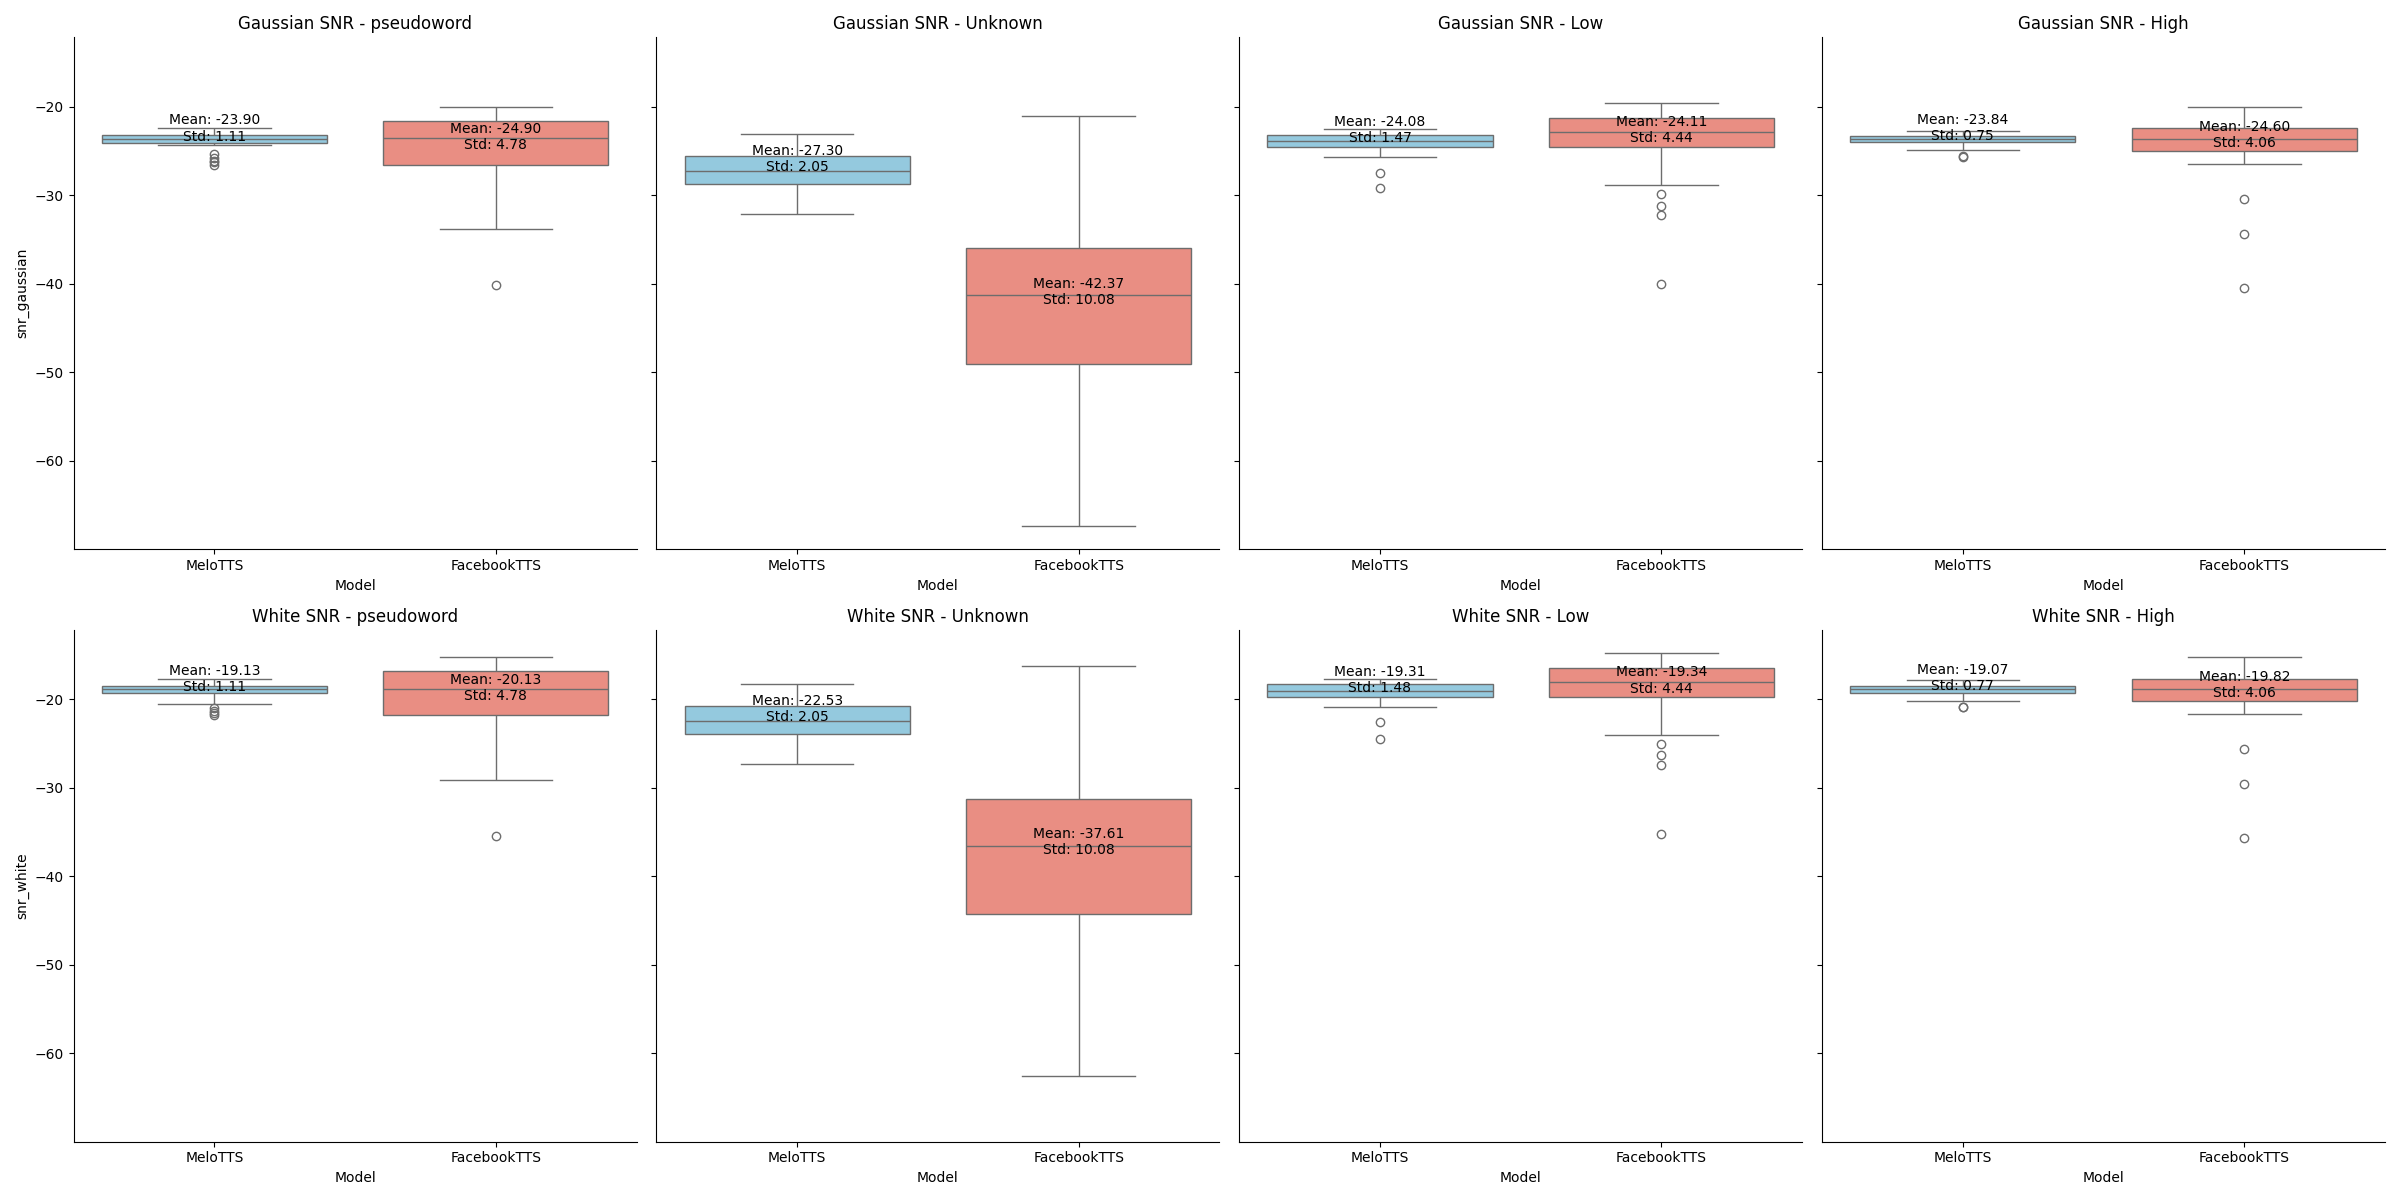 Gaussian SNR - pseudoword
Gaussian SNR - Unknown
Gaussian SNR - Low
Gaussian SNR - High
snr_gaussian
−20
−30
−40
−50
−60
Mean: -23.90
Std: 1.11
Mean: -24.90
Std: 4.78
Mean: -27.30
Std: 2.05
Mean: -42.37
Std: 10.08
Mean: -24.08
Std: 1.47
Mean: -24.11
Std: 4.44
Mean: -23.84
Std: 0.75
Mean: -24.60
Std: 4.06
MeloTTS
FacebookTTS
MeloTTS
FacebookTTS
MeloTTS
FacebookTTS
MeloTTS
FacebookTTS
Model
Model
Model
Model
White SNR - pseudoword
White SNR - Unknown
White SNR - Low
White SNR - High
snr_white
−20
−30
−40
−50
−60
Mean: -19.13
Std: 1.11
Mean: -20.13
Std: 4.78
Mean: -22.53
Std: 2.05
Mean: -37.61
Std: 10.08
Mean: -19.31
Std: 1.48
Mean: -19.34
Std: 4.44
Mean: -19.07
Std: 0.77
Mean: -19.82
Std: 4.06
MeloTTS
FacebookTTS
MeloTTS
FacebookTTS
MeloTTS
FacebookTTS
MeloTTS
FacebookTTS
Model
Model
Model
Model